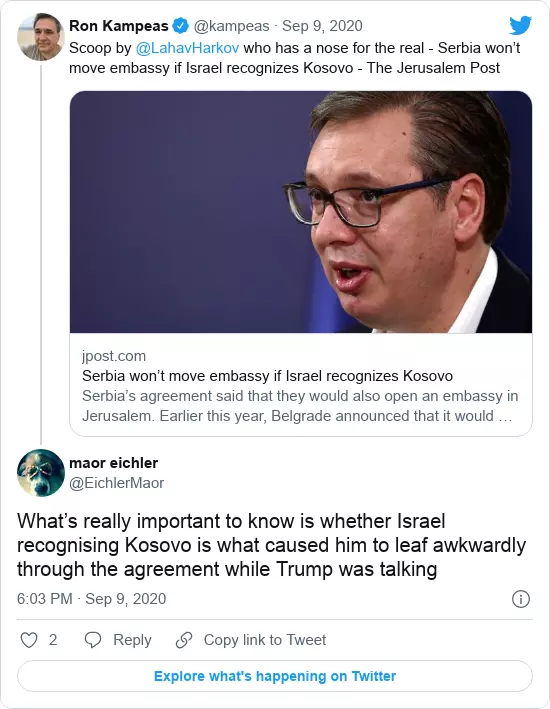 Ron Kampeas @kampeas · Sep 9, 2020
Scoop by @LahavHarkov who has a nose for the real - Serbia won’t
move embassy if Israel recognizes Kosovo - The Jerusalem Post
jpost.com
Serbia won’t move embassy if Israel recognizes Kosovo
Serbia’s agreement said that they would also open an embassy in
Jerusalem. Earlier this year, Belgrade announced that it would …
maor eichler
@EichlerMaor
What’s really important to know is whether Israel
recognising Kosovo is what caused him to leaf awkwardly
through the agreement while Trump was talking
6:03 PM · Sep 9, 2020
2 Reply Copy link to Tweet
Explore what's happening on Twitter